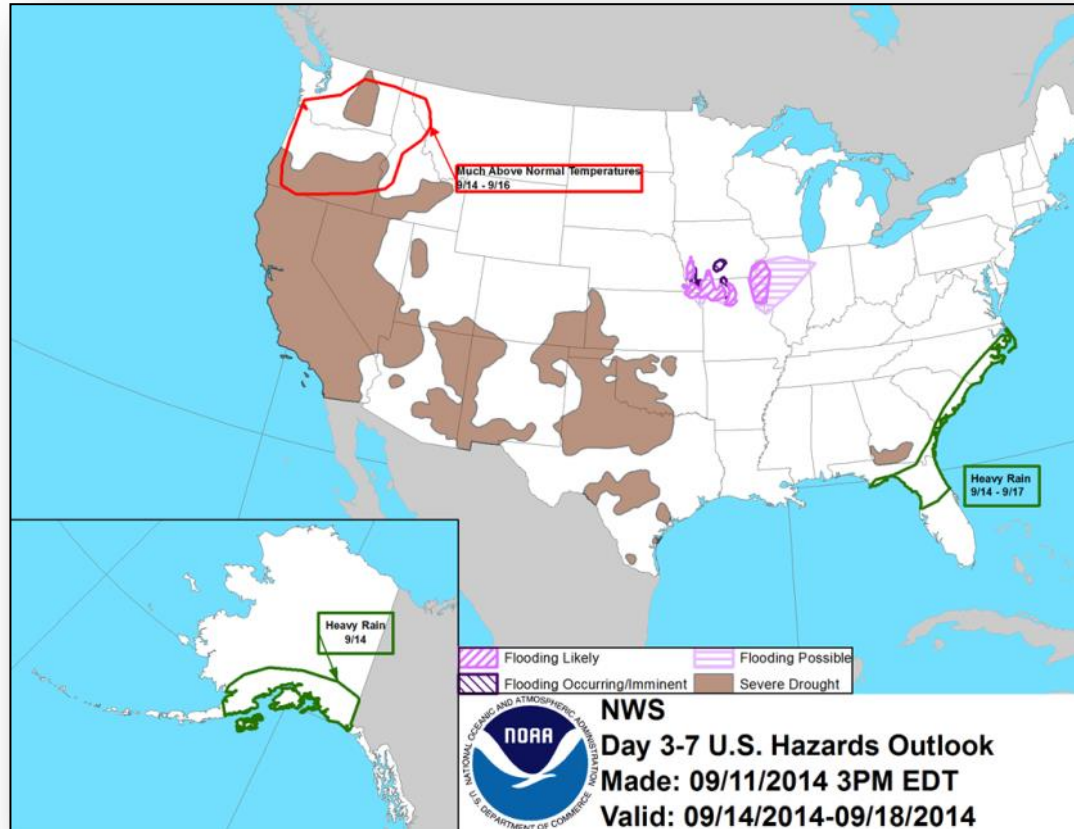 Much Above Normal Temperatures
9/14 - 9/16
Heavy Rain
9/14 - 9/17
Heavy Rain
9/14
Flooding Likely
Flooding Possible
Flooding Occurring/Imminent
Severe Drought
NATIONAL OCEANIC AND ATMOSPHERIC ADMINISTRATION
NOAA
U.S. DEPARTMENT OF COMMERCE
NWS
Day 3-7 U.S. Hazards Outlook
Made: 09/11/2014 3PM EDT
Valid: 09/14/2014-09/18/2014